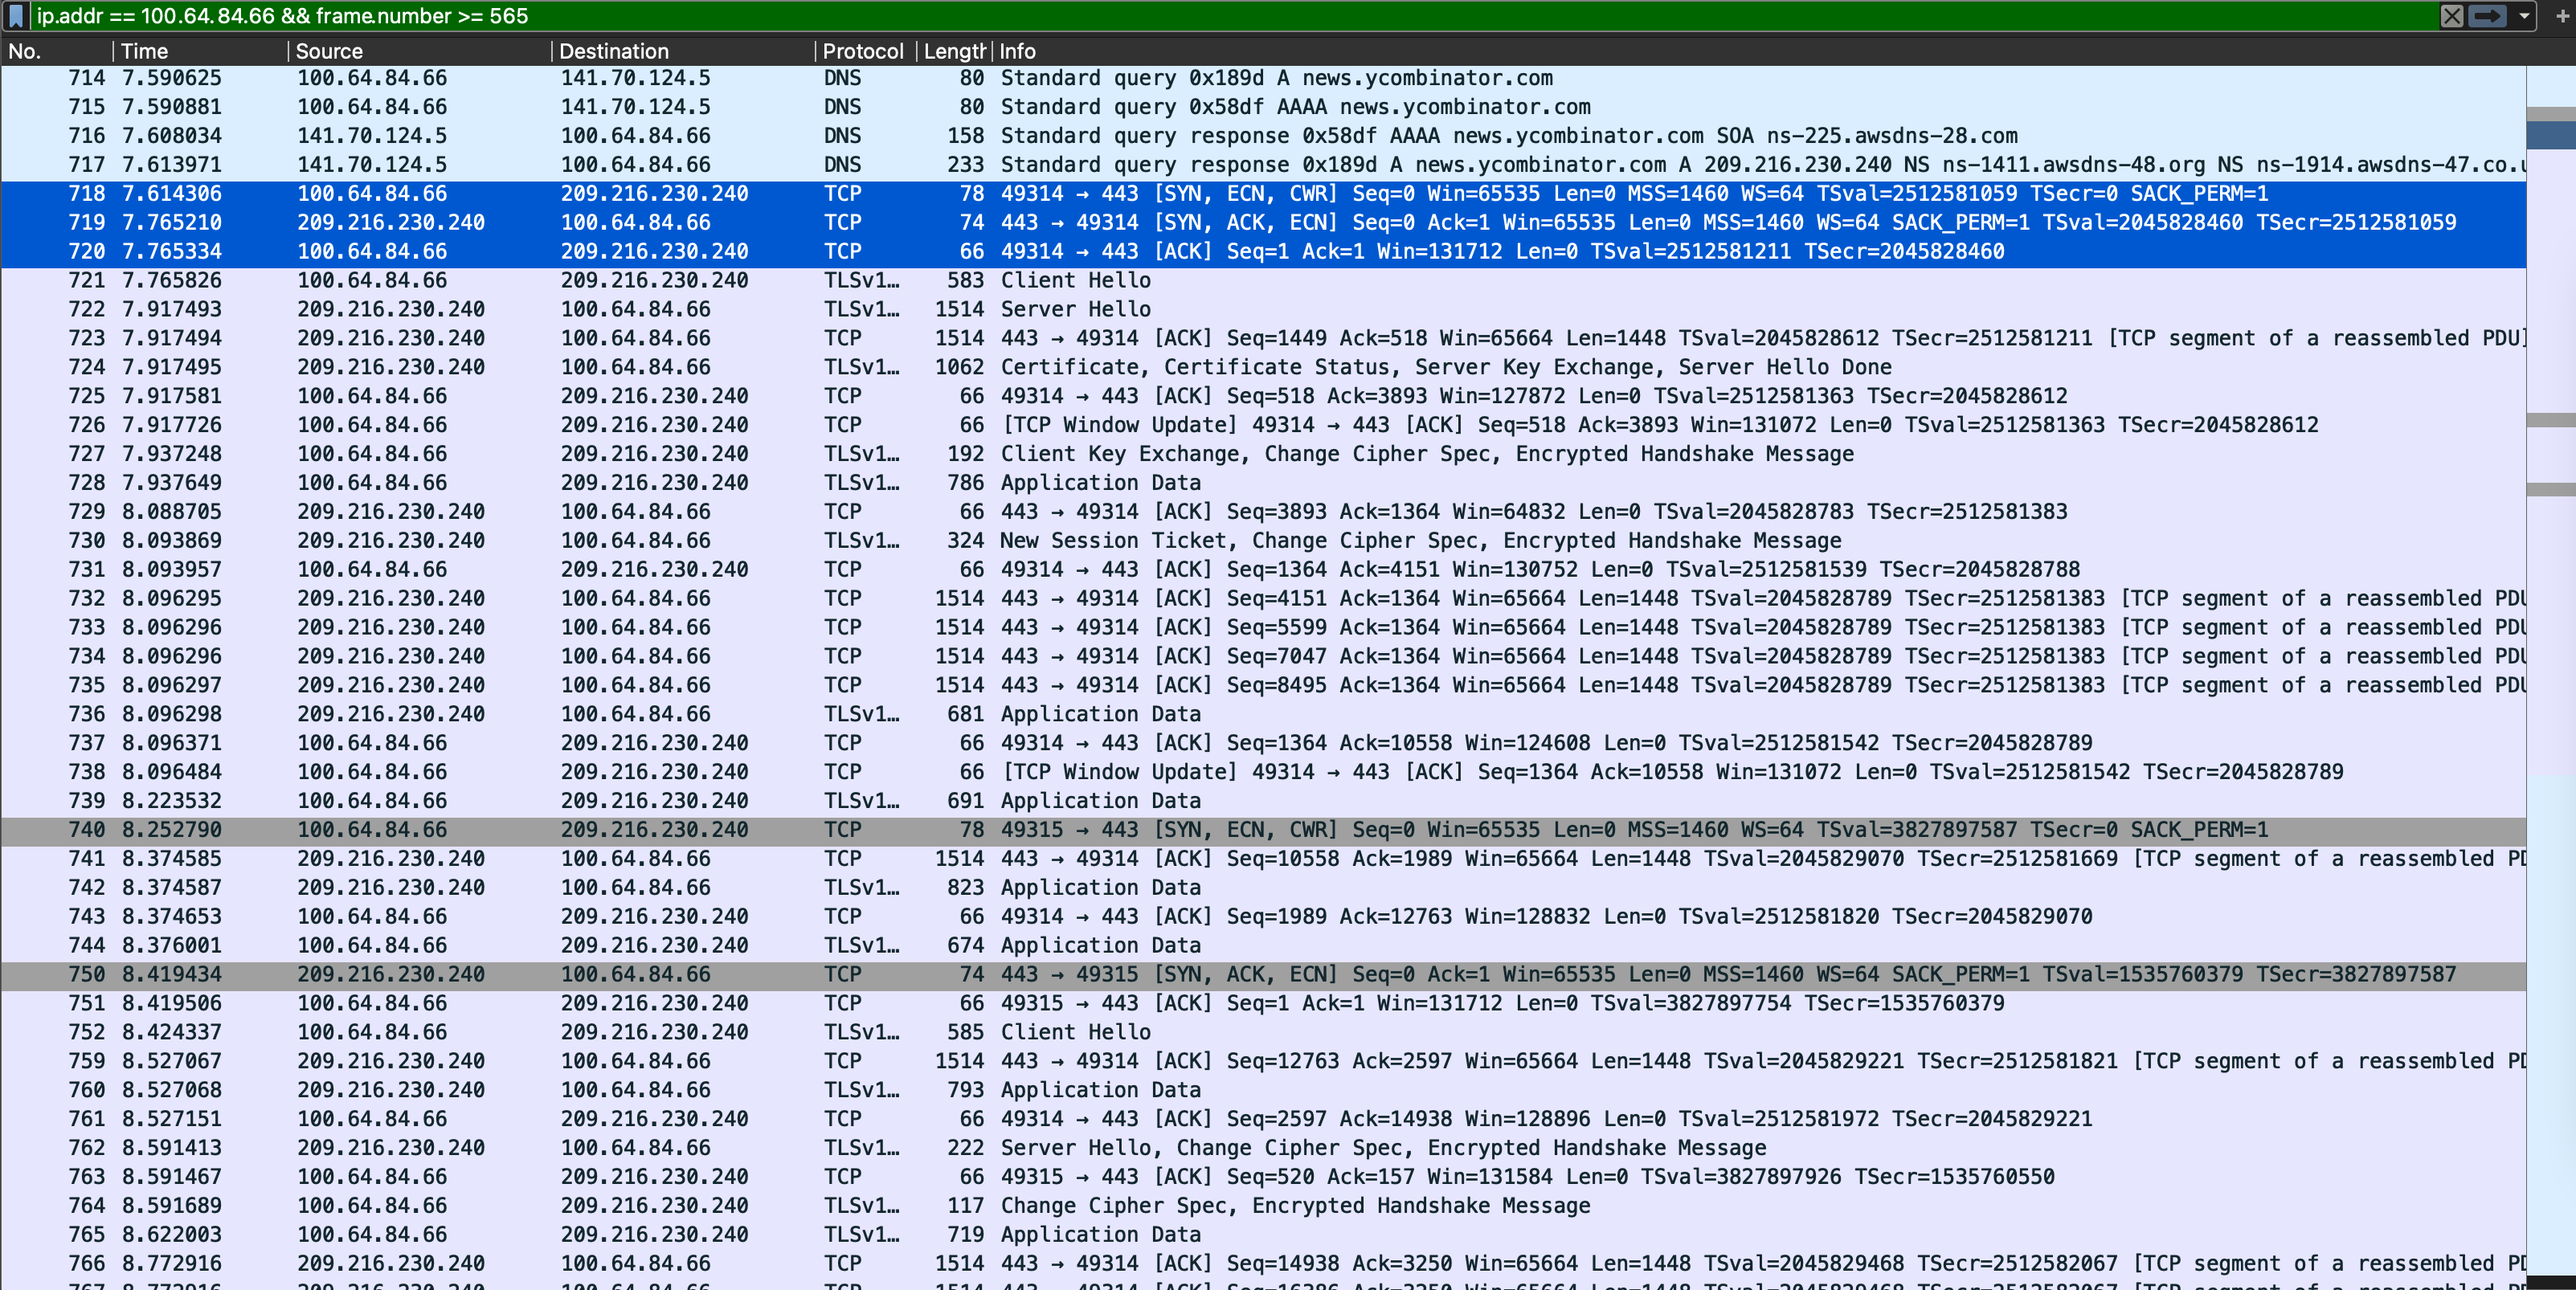 ip.addr == 100.64.84.66 && frame.number >= 565
No. Time Source Destination Protocol Length Info
714 7.590625 100.64.84.66 141.70.124.5 DNS 80 Standard query 0x189d A news.ycombinator.com
715 7.590881 100.64.84.66 141.70.124.5 DNS 80 Standard query 0x58df AAAA news.ycombinator.com
716 7.608034 141.70.124.5 100.64.84.66 DNS 158 Standard query response 0x58df AAAA news.ycombinator.com SOA ns-225.awsdns-28.com
717 7.613971 141.70.124.5 100.64.84.66 DNS 233 Standard query response 0x189d A news.ycombinator.com A 209.216.230.240 NS ns-1411.awsdns-48.org NS ns-1914.awsdns-47.co.u
718 7.614306 100.64.84.66 209.216.230.240 TCP 78 49314 → 443 [SYN, ECN, CWR] Seq=0 Win=65535 Len=0 MSS=1460 WS=64 TSval=2512581059 TSecr=0 SACK_PERM=1
719 7.765210 209.216.230.240 100.64.84.66 TCP 74 443 → 49314 [SYN, ACK, ECN] Seq=0 Ack=1 Win=65535 Len=0 MSS=1460 WS=64 SACK_PERM=1 TSval=2045828460 TSecr=2512581059
720 7.765334 100.64.84.66 209.216.230.240 TCP 66 49314 → 443 [ACK] Seq=1 Ack=1 Win=131712 Len=0 TSval=2512581211 TSecr=2045828460
721 7.765826 100.64.84.66 209.216.230.240 TLSv1… 583 Client Hello
722 7.917493 209.216.230.240 100.64.84.66 TLSv1… 1514 Server Hello
723 7.917494 209.216.230.240 100.64.84.66 TCP 1514 443 → 49314 [ACK] Seq=1449 Ack=518 Win=65664 Len=1448 TSval=2045828612 TSecr=2512581211 [TCP segment of a reassembled PDU]
724 7.917495 209.216.230.240 100.64.84.66 TLSv1… 1062 Certificate, Certificate Status, Server Key Exchange, Server Hello Done
725 7.917581 100.64.84.66 209.216.230.240 TCP 66 49314 → 443 [ACK] Seq=518 Ack=3893 Win=127872 Len=0 TSval=2512581363 TSecr=2045828612
726 7.917726 100.64.84.66 209.216.230.240 TCP 66 [TCP Window Update] 49314 → 443 [ACK] Seq=518 Ack=3893 Win=131072 Len=0 TSval=2512581363 TSecr=2045828612
727 7.937248 100.64.84.66 209.216.230.240 TLSv1… 192 Client Key Exchange, Change Cipher Spec, Encrypted Handshake Message
728 7.937649 100.64.84.66 209.216.230.240 TLSv1… 786 Application Data
729 8.088705 209.216.230.240 100.64.84.66 TCP 66 443 → 49314 [ACK] Seq=3893 Ack=1364 Win=64832 Len=0 TSval=2045828783 TSecr=2512581383
730 8.093869 209.216.230.240 100.64.84.66 TLSv1… 324 New Session Ticket, Change Cipher Spec, Encrypted Handshake Message
731 8.093957 100.64.84.66 209.216.230.240 TCP 66 49314 → 443 [ACK] Seq=1364 Ack=4151 Win=130752 Len=0 TSval=2512581539 TSecr=2045828788
732 8.096295 209.216.230.240 100.64.84.66 TCP 1514 443 → 49314 [ACK] Seq=4151 Ack=1364 Win=65664 Len=1448 TSval=2045828789 TSecr=2512581383 [TCP segment of a reassembled PDU
733 8.096296 209.216.230.240 100.64.84.66 TCP 1514 443 → 49314 [ACK] Seq=5599 Ack=1364 Win=65664 Len=1448 TSval=2045828789 TSecr=2512581383 [TCP segment of a reassembled PDU
734 8.096296 209.216.230.240 100.64.84.66 TCP 1514 443 → 49314 [ACK] Seq=7047 Ack=1364 Win=65664 Len=1448 TSval=2045828789 TSecr=2512581383 [TCP segment of a reassembled PDU
735 8.096297 209.216.230.240 100.64.84.66 TCP 1514 443 → 49314 [ACK] Seq=8495 Ack=1364 Win=65664 Len=1448 TSval=2045828789 TSecr=2512581383 [TCP segment of a reassembled PDU
736 8.096298 209.216.230.240 100.64.84.66 TLSv1… 681 Application Data
737 8.096371 100.64.84.66 209.216.230.240 TCP 66 49314 → 443 [ACK] Seq=1364 Ack=10558 Win=124608 Len=0 TSval=2512581542 TSecr=2045828789
738 8.096484 100.64.84.66 209.216.230.240 TCP 66 [TCP Window Update] 49314 → 443 [ACK] Seq=1364 Ack=10558 Win=131072 Len=0 TSval=2512581542 TSecr=2045828789
739 8.223532 100.64.84.66 209.216.230.240 TLSv1… 691 Application Data
740 8.252790 100.64.84.66 209.216.230.240 TCP 78 49315 → 443 [SYN, ECN, CWR] Seq=0 Win=65535 Len=0 MSS=1460 WS=64 TSval=3827897587 TSecr=0 SACK_PERM=1
741 8.374585 209.216.230.240 100.64.84.66 TCP 1514 443 → 49314 [ACK] Seq=10558 Ack=1989 Win=65664 Len=1448 TSval=2045829070 TSecr=2512581669 [TCP segment of a reassembled PD
742 8.374587 209.216.230.240 100.64.84.66 TLSv1… 823 Application Data
743 8.374653 100.64.84.66 209.216.230.240 TCP 66 49314 → 443 [ACK] Seq=1989 Ack=12763 Win=128832 Len=0 TSval=2512581820 TSecr=2045829070
744 8.376001 100.64.84.66 209.216.230.240 TLSv1… 674 Application Data
750 8.419434 209.216.230.240 100.64.84.66 TCP 74 443 → 49315 [SYN, ACK, ECN] Seq=0 Ack=1 Win=65535 Len=0 MSS=1460 WS=64 SACK_PERM=1 TSval=1535760379 TSecr=3827897587
751 8.419506 100.64.84.66 209.216.230.240 TCP 66 49315 → 443 [ACK] Seq=1 Ack=1 Win=131712 Len=0 TSval=3827897754 TSecr=1535760379
752 8.424337 100.64.84.66 209.216.230.240 TLSv1… 585 Client Hello
759 8.527067 209.216.230.240 100.64.84.66 TCP 1514 443 → 49314 [ACK] Seq=12763 Ack=2597 Win=65664 Len=1448 TSval=2045829221 TSecr=2512581821 [TCP segment of a reassembled PD
760 8.527068 209.216.230.240 100.64.84.66 TLSv1… 793 Application Data
761 8.527151 100.64.84.66 209.216.230.240 TCP 66 49314 → 443 [ACK] Seq=2597 Ack=14938 Win=128896 Len=0 TSval=2512581972 TSecr=2045829221
762 8.591413 209.216.230.240 100.64.84.66 TLSv1… 222 Server Hello, Change Cipher Spec, Encrypted Handshake Message
763 8.591467 100.64.84.66 209.216.230.240 TCP 66 49315 → 443 [ACK] Seq=520 Ack=157 Win=131584 Len=0 TSval=3827897926 TSecr=1535760550
764 8.591689 100.64.84.66 209.216.230.240 TLSv1… 117 Change Cipher Spec, Encrypted Handshake Message
765 8.622003 100.64.84.66 209.216.230.240 TLSv1… 719 Application Data
766 8.772916 209.216.230.240 100.64.84.66 TCP 1514 443 → 49314 [ACK] Seq=14938 Ack=3250 Win=65664 Len=1448 TSval=2045829468 TSecr=2512582067 [TCP segment of a reassembled PD